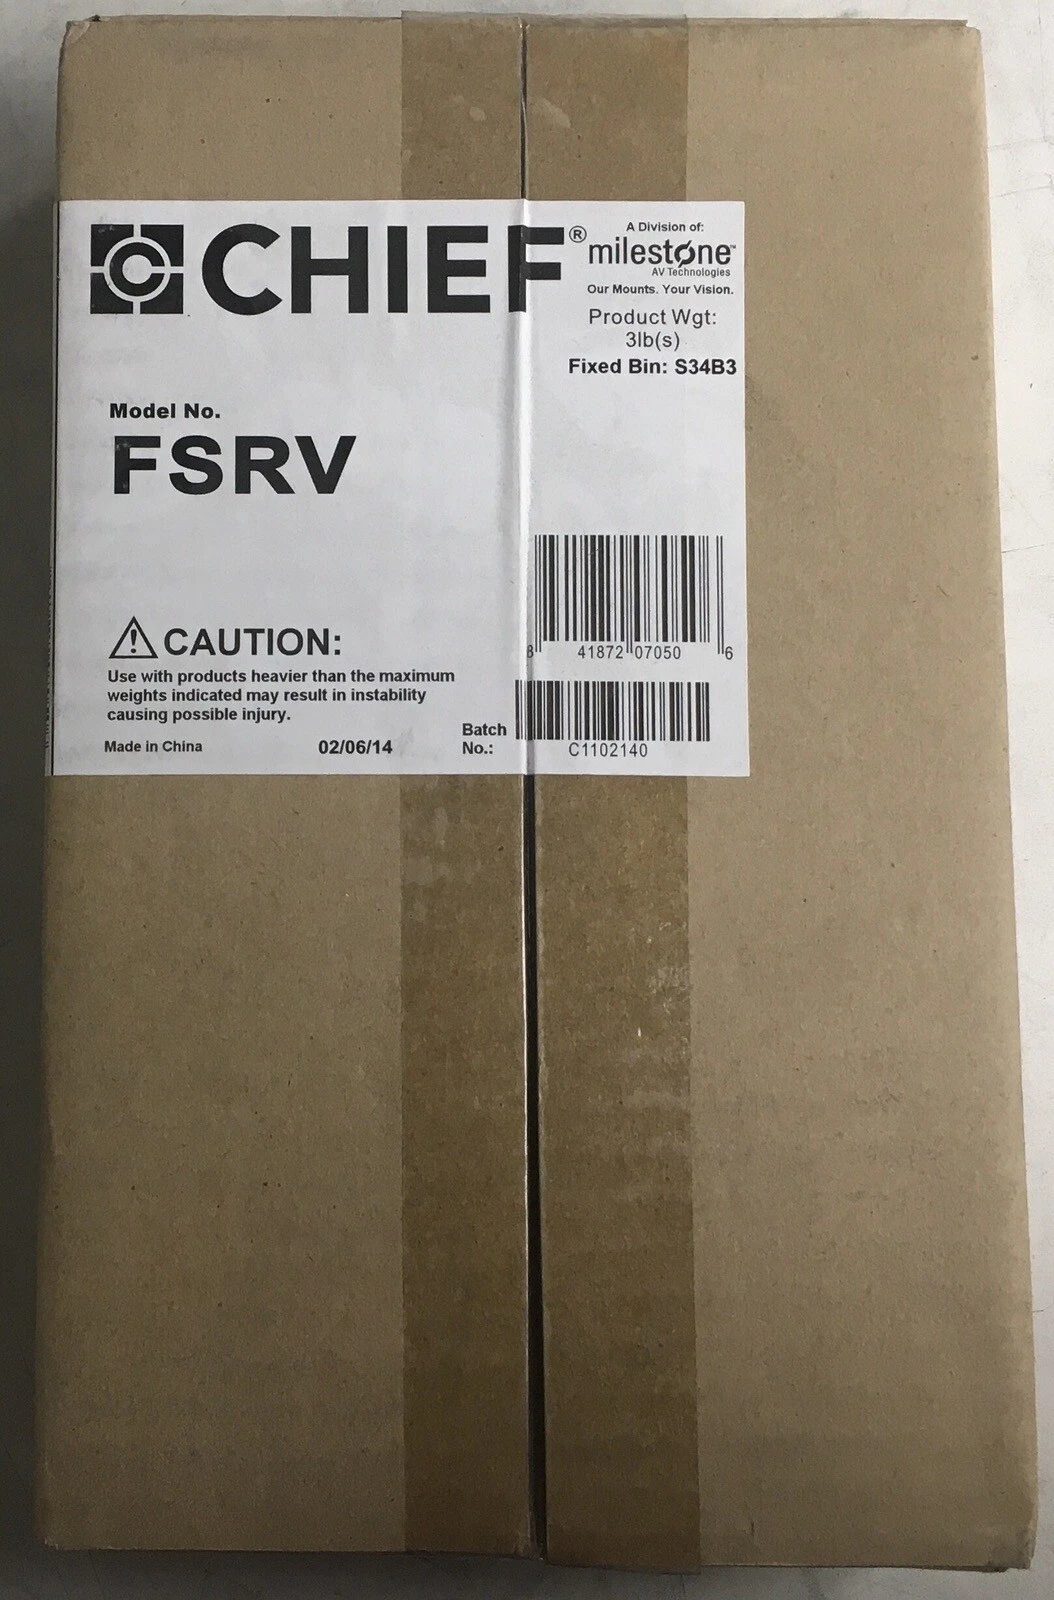 CHIEF®
A Division of:
milestone™
AV Technologies
Our Mounts. Your Vision.
Product Wgt:
3lb(s)
Fixed Bin: S34B3
Model No.
FSRV
8 41872 07050 6
CAUTION:
Use with products heavier than the maximum
weights indicated may result in instability
causing possible injury.
Made in China 02/06/14
Batch
No.:
C1102140